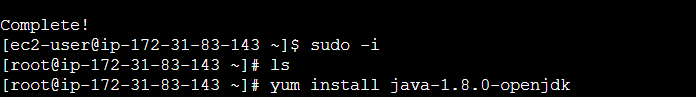 Complete!
[ec2-user@ip-172-31-83-143 ~]$ sudo -i
[root@ip-172-31-83-143 ~]# ls
[root@ip-172-31-83-143 ~]# yum install java-1.8.0-openjdk